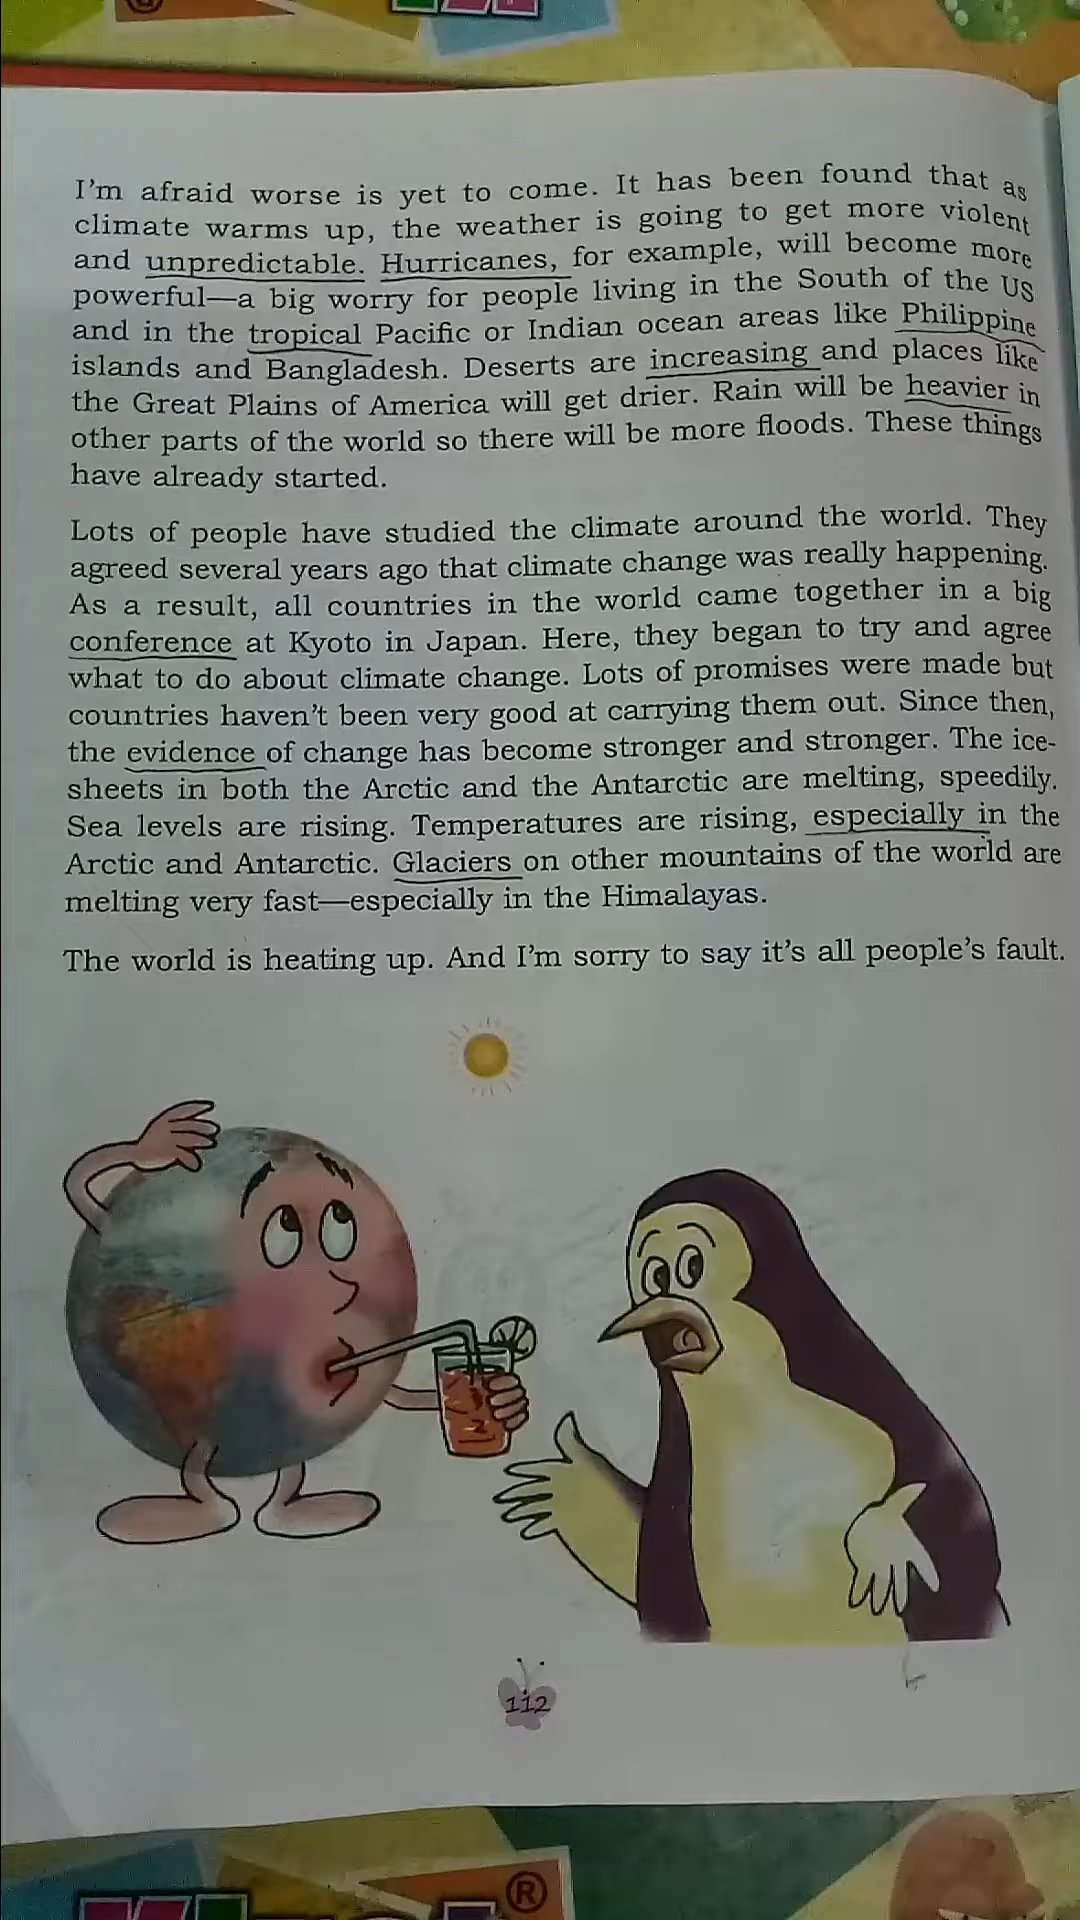 I'm afraid worse is yet to come. It has been found that as
climate warms up, the weather is going to get more violent
and unpredictable. Hurricanes, for example, will become more
powerful—a big worry for people living in the South of the US
and in the tropical Pacific or Indian ocean areas like Philippine
islands and Bangladesh. Deserts are increasing and places like
the Great Plains of America will get drier. Rain will be heavier in
other parts of the world so there will be more floods. These things
have already started.
Lots of people have studied the climate around the world. They
agreed several years ago that climate change was really happening.
As a result, all countries in the world came together in a big
conference at Kyoto in Japan. Here, they began to try and agree
what to do about climate change. Lots of promises were made but
countries haven't been very good at carrying them out. Since then,
the evidence of change has become stronger and stronger. The ice-
sheets in both the Arctic and the Antarctic are melting, speedily.
Sea levels are rising. Temperatures are rising, especially in the
Arctic and Antarctic. Glaciers on other mountains of the world are
melting very fast—especially in the Himalayas.
The world is heating up. And I'm sorry to say it's all people's fault.
112
®